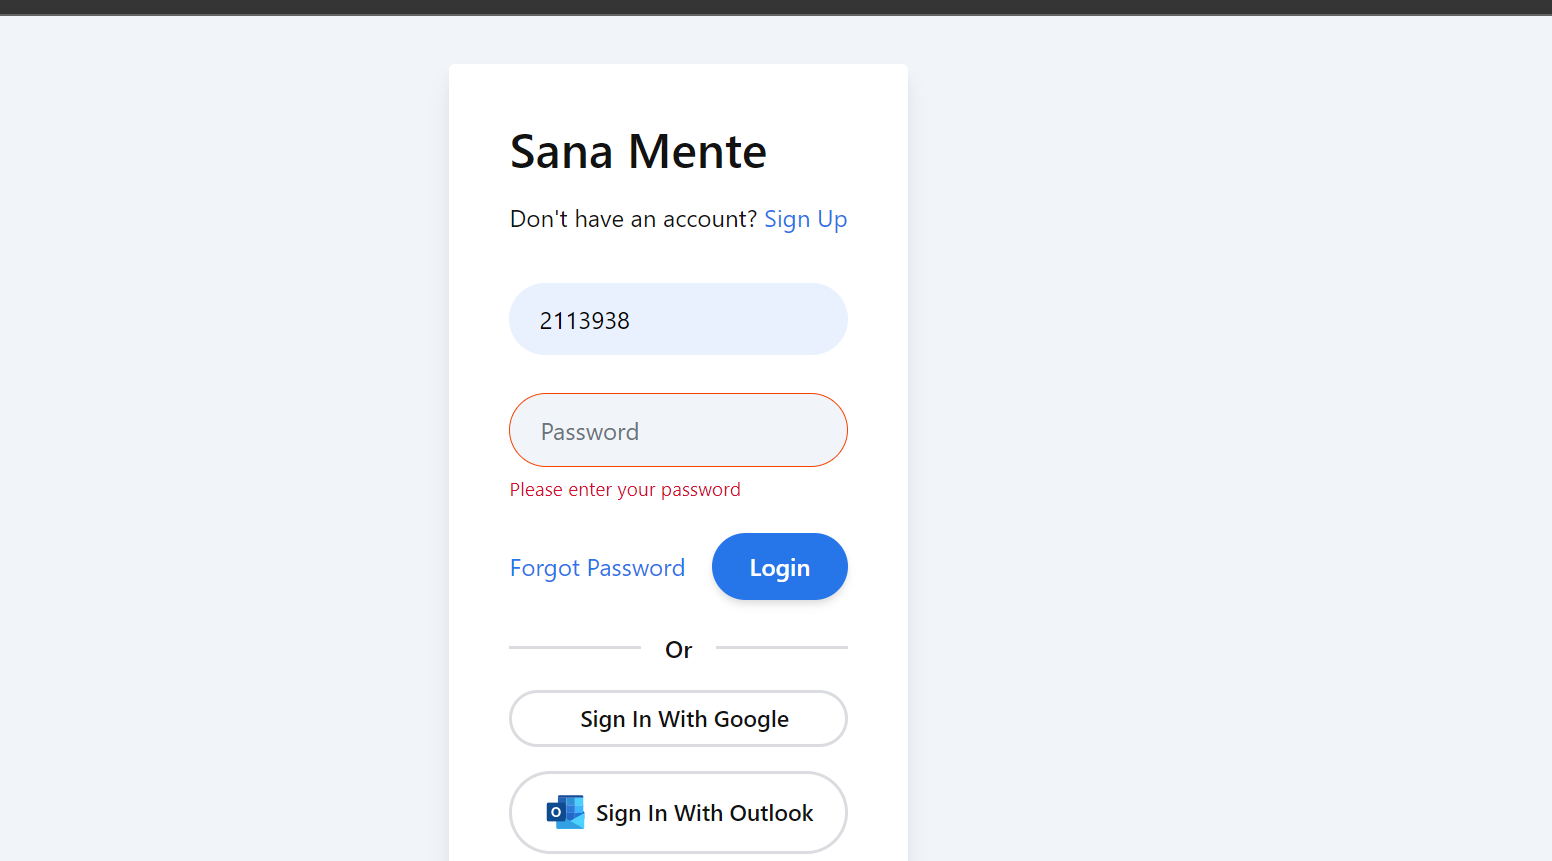 Sana Mente
Don't have an account? Sign Up
2113938
Password
Please enter your password
Forgot Password Login
Or
Sign In With Google
O Sign In With Outlook